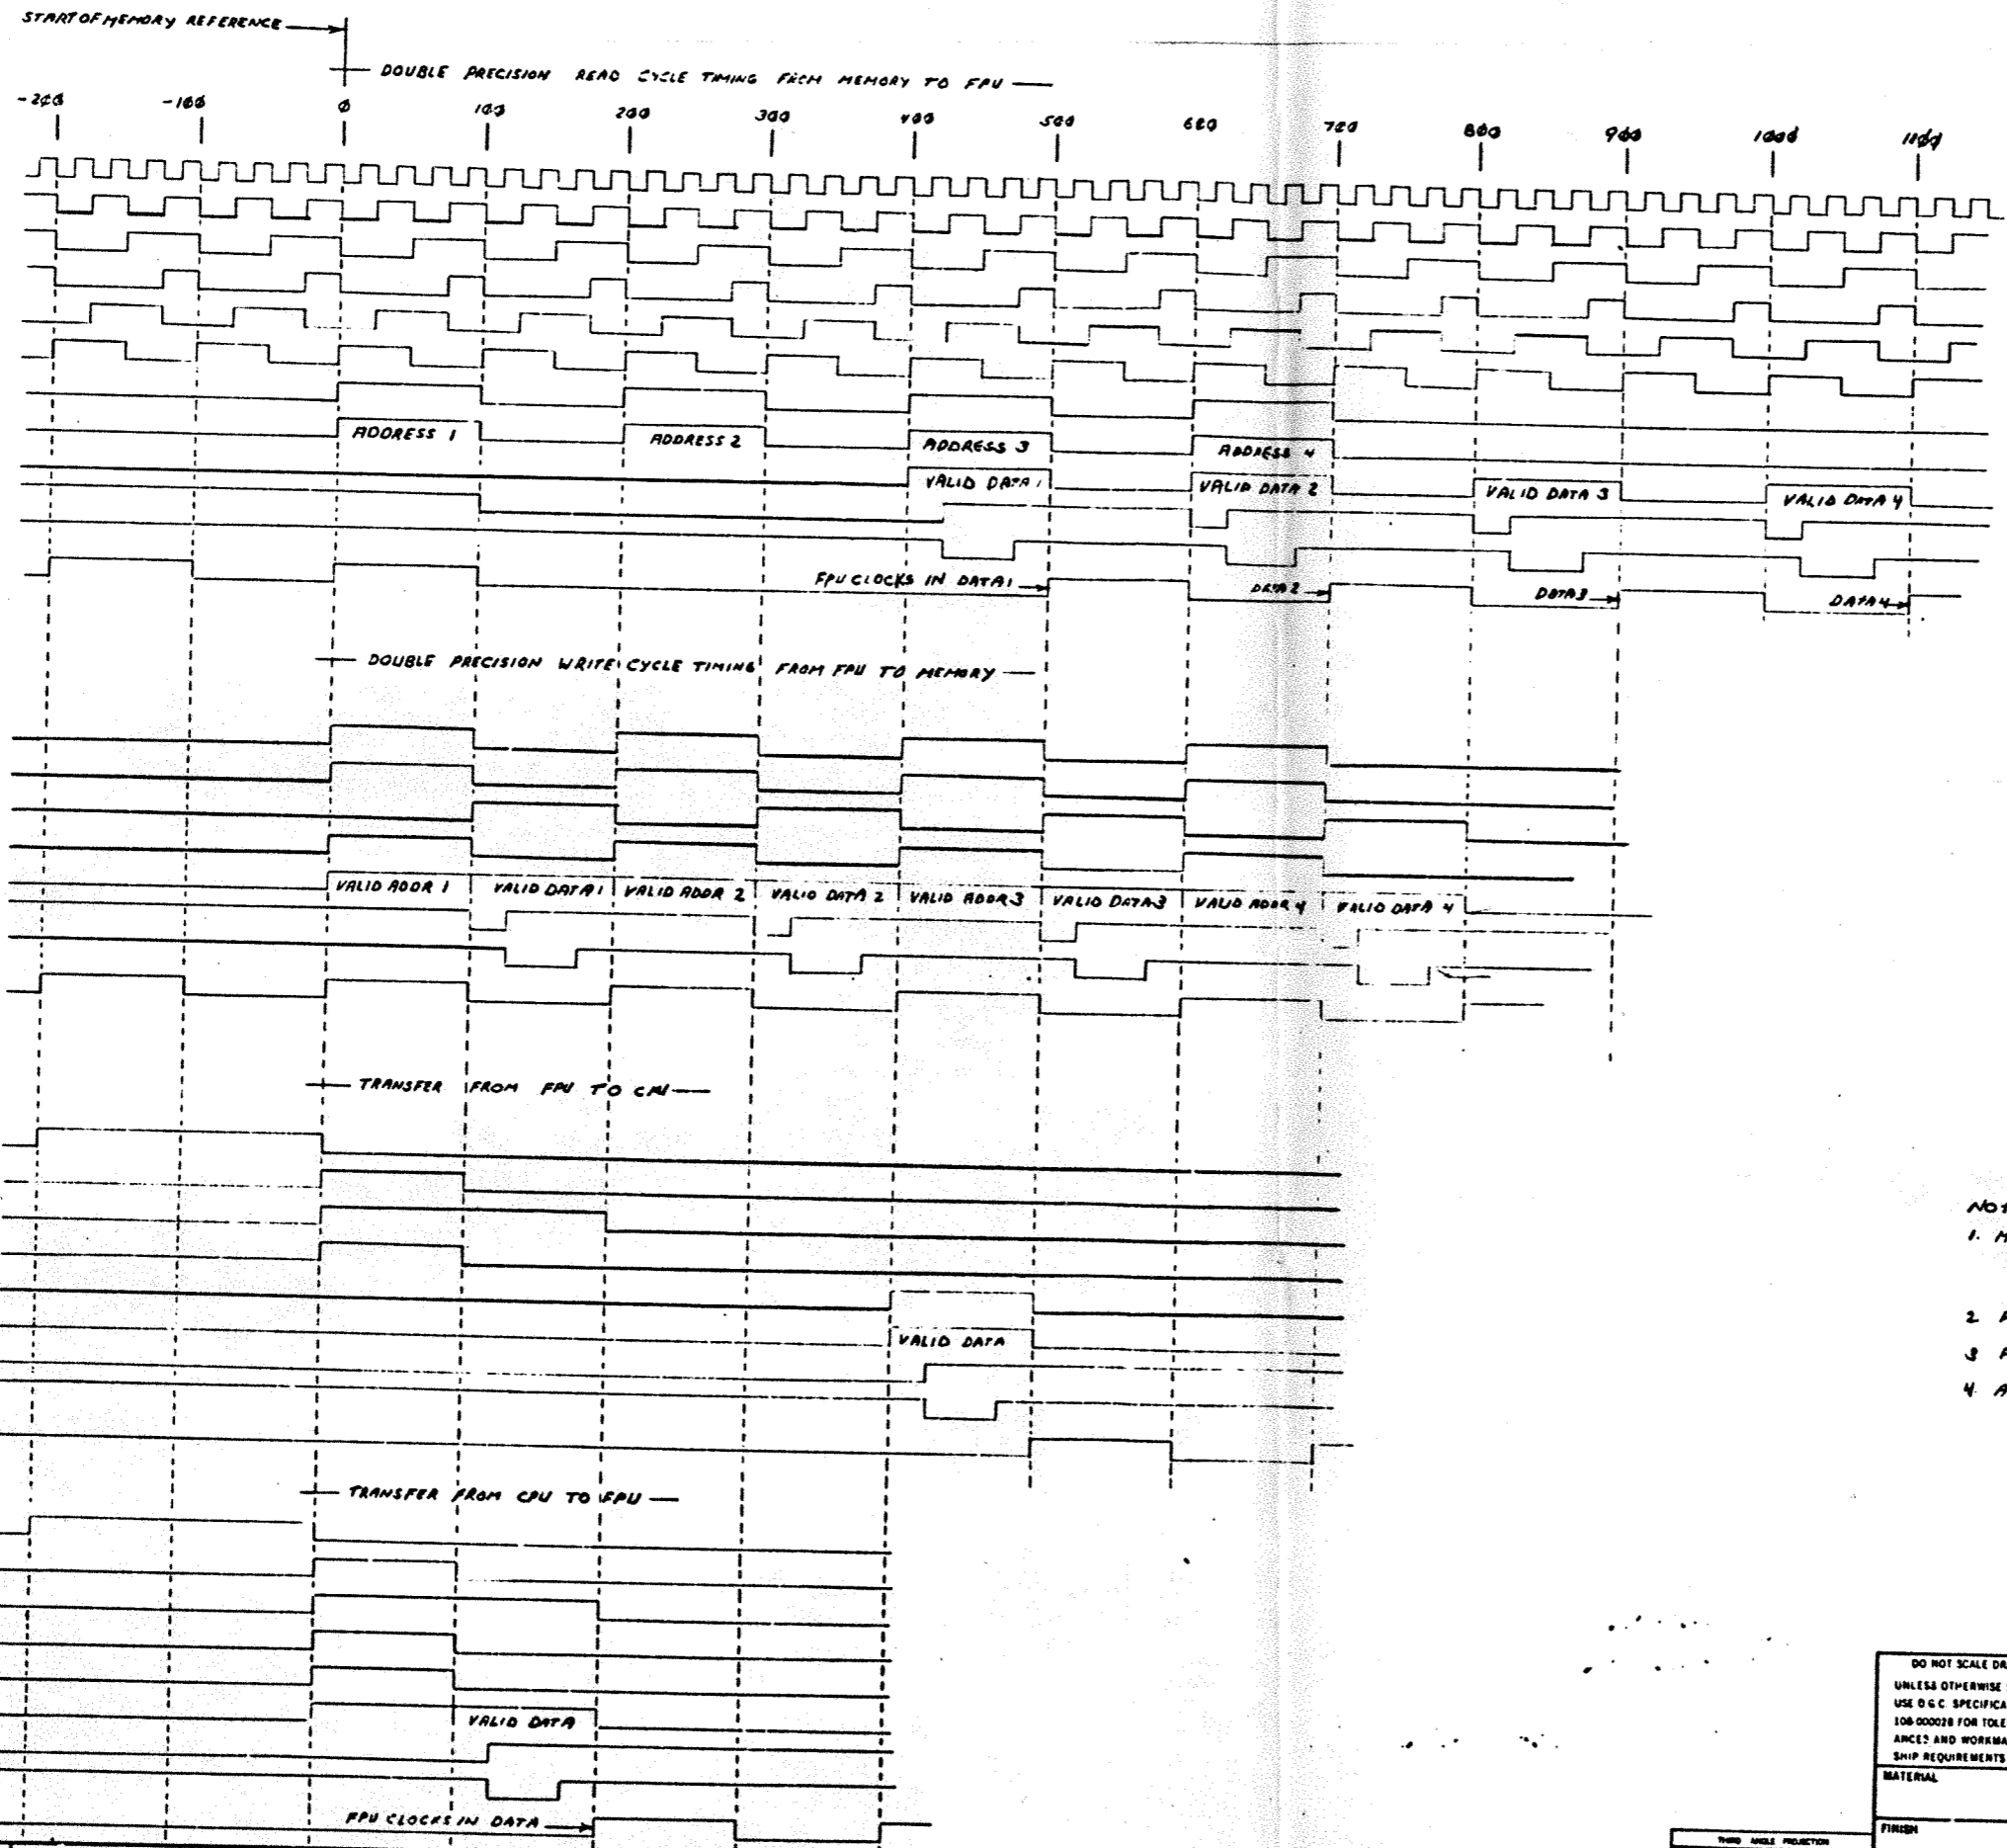 START OF MEMORY REFERENCE
DOUBLE PRECISION READ CYCLE TIMING FROM MEMORY TO FPU
-200 -100 0 100 200 300 400 500 600 700 800 900 1000 1100
ADDRESS 1 ADDRESS 2 ADDRESS 3 ADDRESS 4
VALID DATA 1 VALID DATA 2 VALID DATA 3 VALID DATA 4
FPU CLOCKS IN DATA 1 DATA 2 DATA 3 DATA 4
DOUBLE PRECISION WRITE CYCLE TIMING FROM FPU TO MEMORY
VALID ADDR 1 VALID DATA 1 VALID ADDR 2 VALID DATA 2 VALID ADDR 3 VALID DATA 3 VALID ADDR 4 VALID DATA 4
TRANSFER FROM FPU TO CPU
VALID DATA
TRANSFER FROM CPU TO FPU
VALID DATA
FPU CLOCKS IN DATA
NOT
1. M
2 A
3 F
4. A
DO NOT SCALE DR
UNLESS OTHERWISE
USE D.G.C. SPECIFICA
108-000028 FOR TOLE
ANCES AND WORKMA
SHIP REQUIREMENTS
MATERIAL
FINISH
THIRD ANGLE PROJECTION